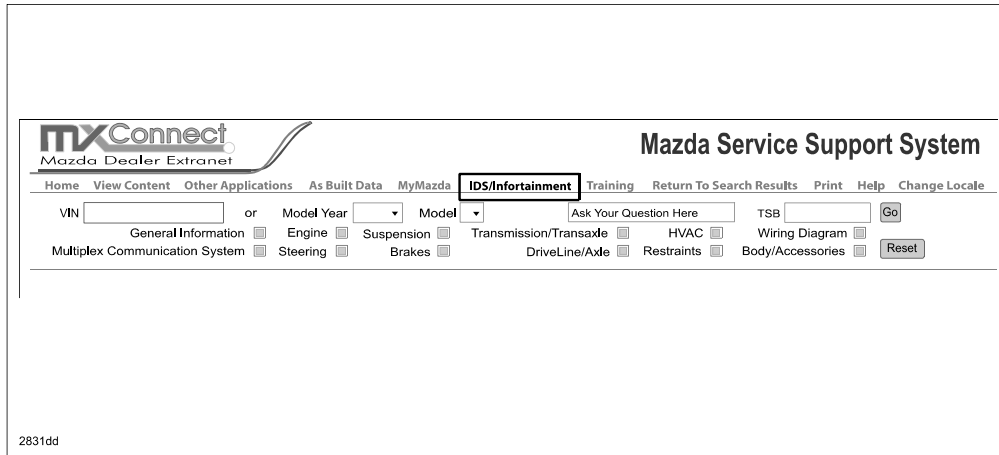 mxConnect
Mazda Dealer Extranet
Mazda Service Support System
Home View Content Other Applications As Built Data MyMazda IDS/Infortainment Training Return To Search Results Print Help Change Locale
VIN or Model Year Model Ask Your Question Here TSB Go
General Information Engine Suspension Transmission/Transaxle HVAC Wiring Diagram
Multiplex Communication System Steering Brakes DriveLine/Axle Restraints Body/Accessories Reset
2831dd